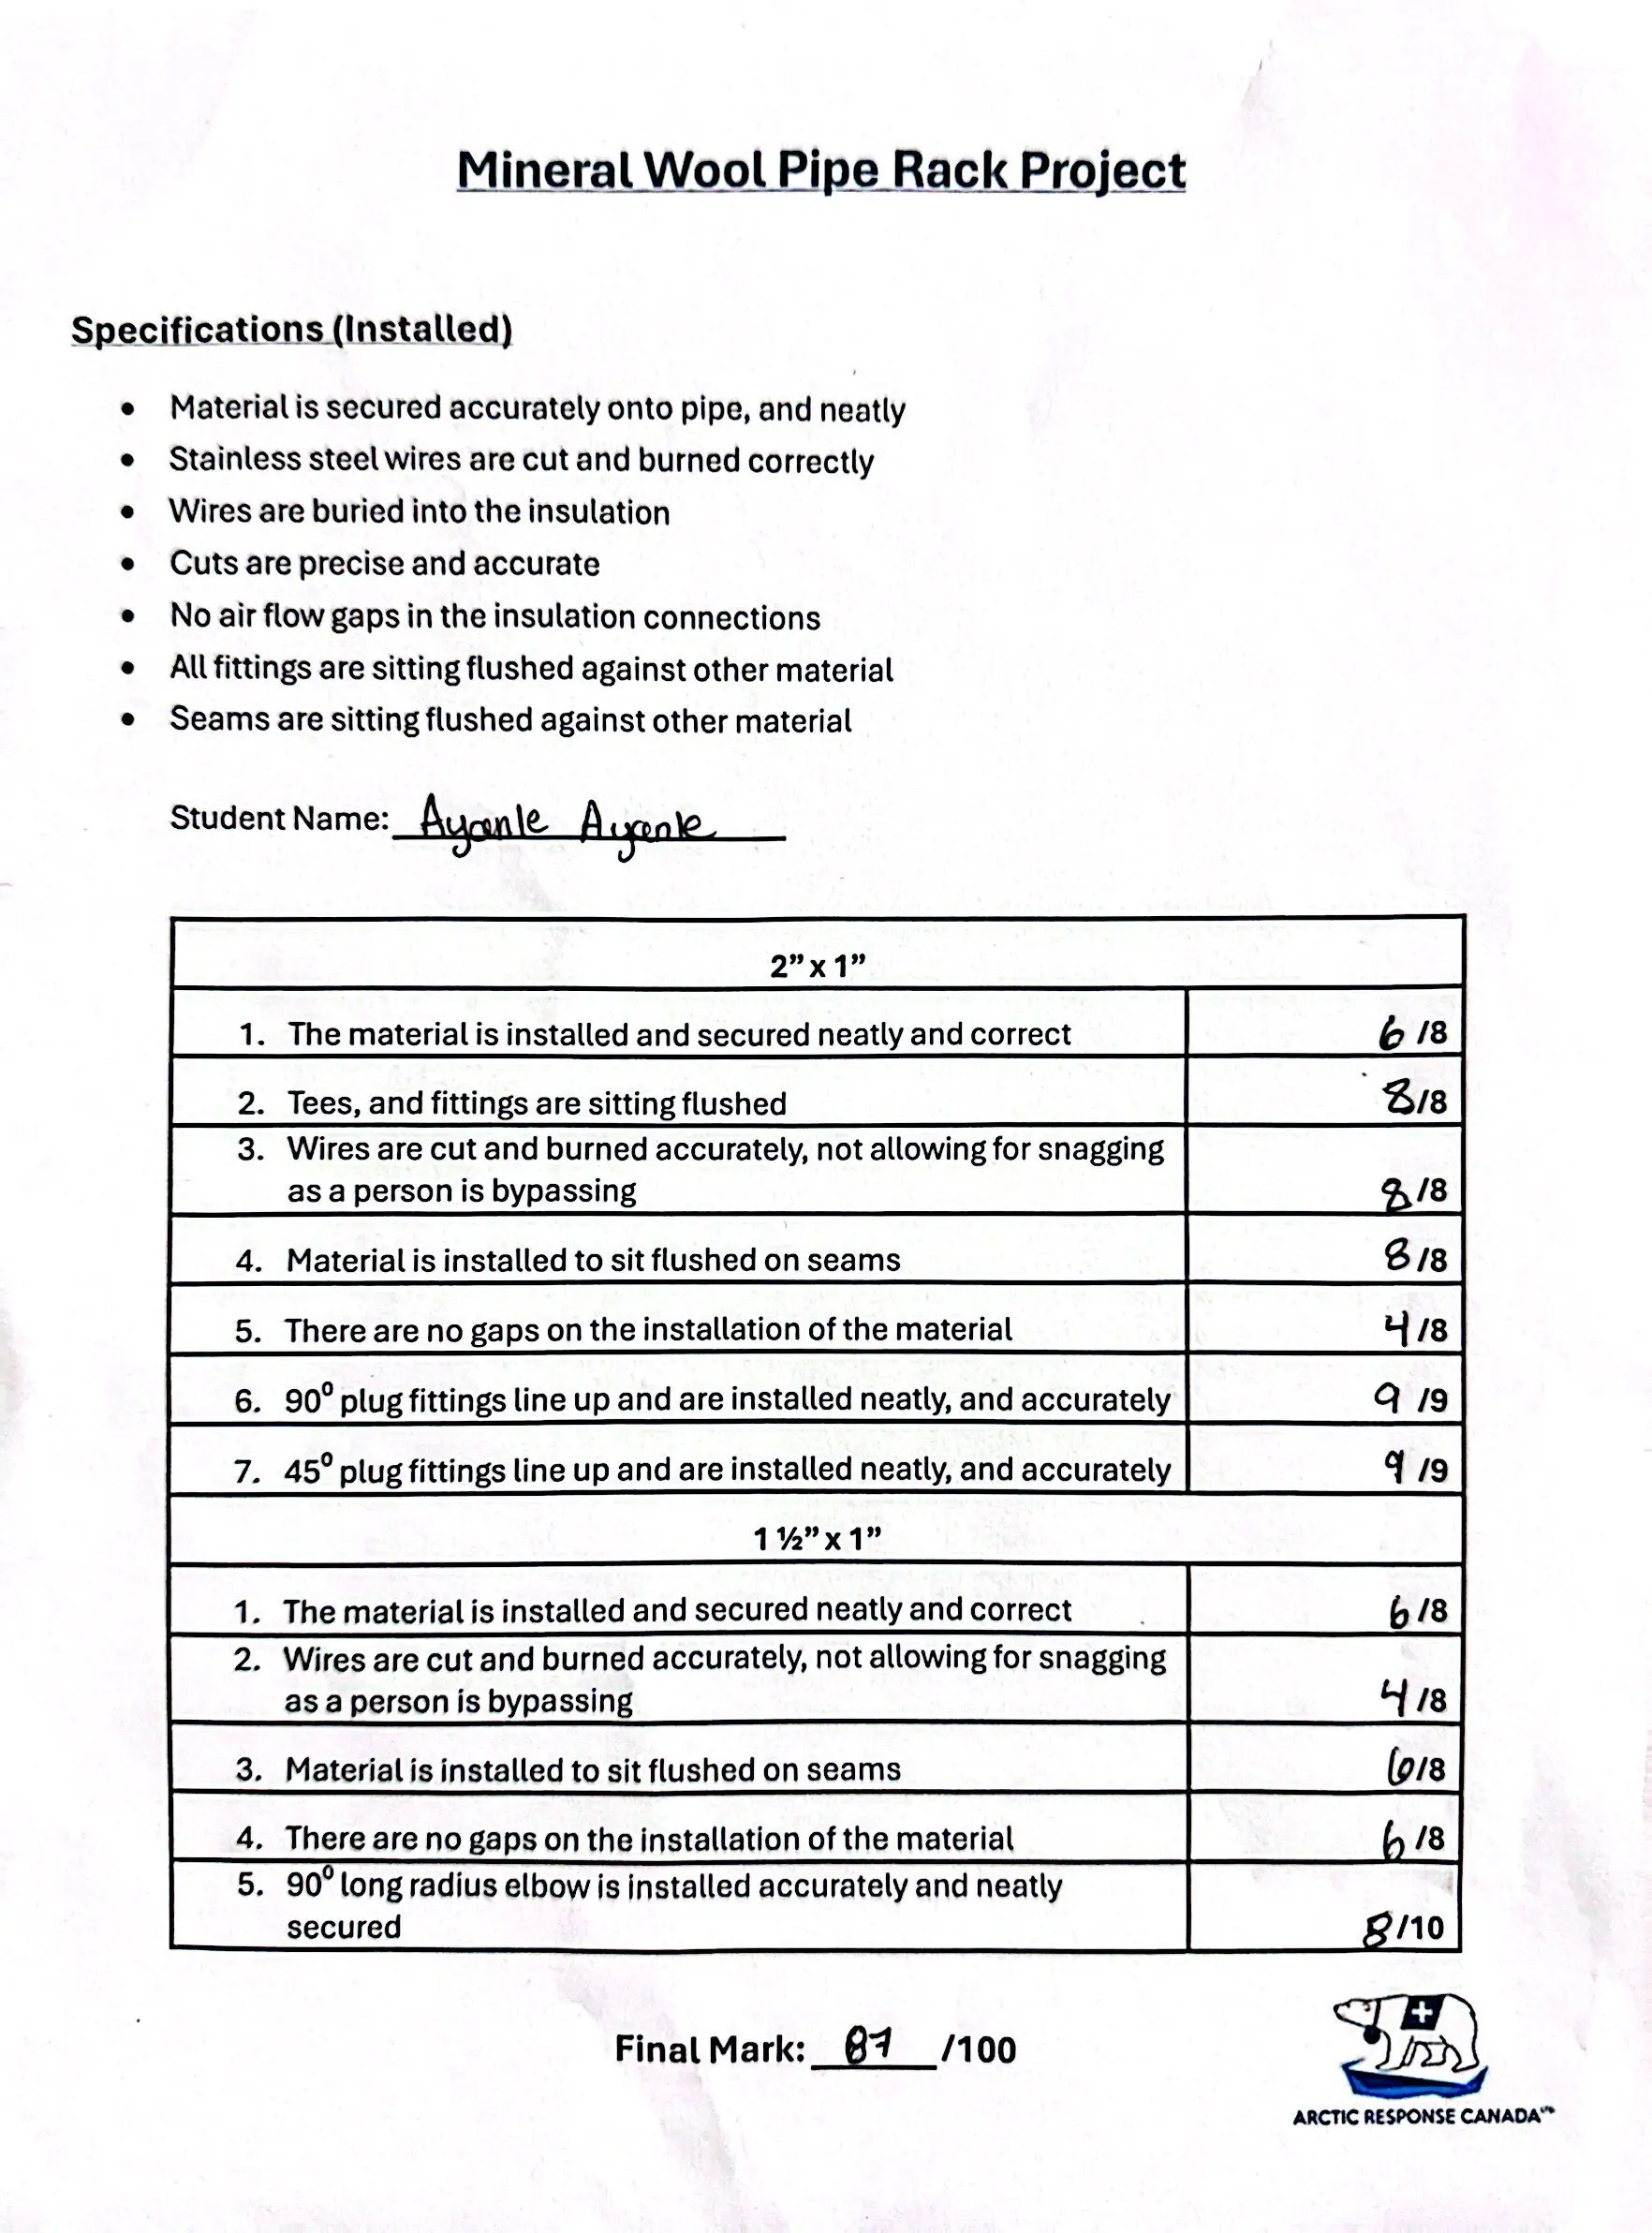 Mineral Wool Pipe Rack Project
Specifications (Installed)
• Material is secured accurately onto pipe, and neatly
• Stainless steel wires are cut and burned correctly
• Wires are buried into the insulation
• Cuts are precise and accurate
• No air flow gaps in the insulation connections
• All fittings are sitting flushed against other material
• Seams are sitting flushed against other material
Student Name: Ayanle Ayanle
2” x 1”
1. The material is installed and secured neatly and correct 6 /8
2. Tees, and fittings are sitting flushed 8/8
3. Wires are cut and burned accurately, not allowing for snagging
as a person is bypassing 8/8
4. Material is installed to sit flushed on seams 8/8
5. There are no gaps on the installation of the material 4/8
6. 90⁰ plug fittings line up and are installed neatly, and accurately 9 /9
7. 45⁰ plug fittings line up and are installed neatly, and accurately 9 /9
1 ½” x 1”
1. The material is installed and secured neatly and correct 6/8
2. Wires are cut and burned accurately, not allowing for snagging
as a person is bypassing 4/8
3. Material is installed to sit flushed on seams 6/8
4. There are no gaps on the installation of the material 6/8
5. 90⁰ long radius elbow is installed accurately and neatly
secured 8/10
Final Mark: /100
ARCTIC RESPONSE CANADA